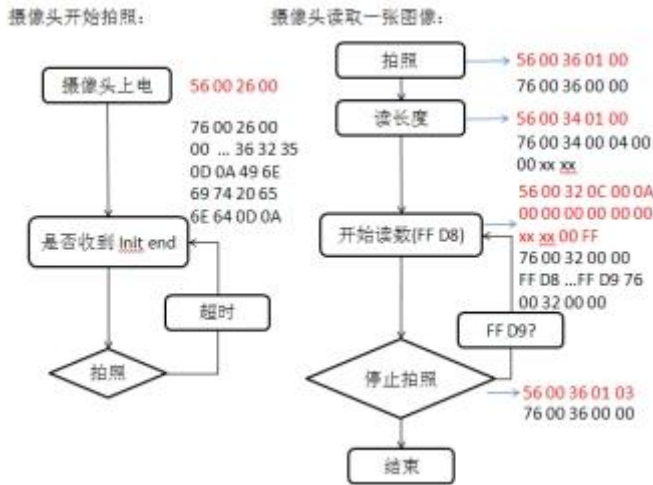 摄像头开始拍照：
摄像头上电
56 00 26 00
76 00 26 00
00 ... 36 32 35
0D 0A 49 6E
69 74 20 65
6E 64 0D 0A
是否收到 Init end
超时
拍照
摄像头读取一张图像：
拍照
56 00 36 01 00
76 00 36 00 00
读长度
56 00 34 01 00
76 00 34 00 04 00
00 xx xx
开始读数(FF D8)
56 00 32 0C 00 0A
00 00 00 00 00 00
xx xx 00 FF
76 00 32 00 00
FF D8 ...FF D9 76
00 32 00 00
FF D9?
停止拍照
56 00 36 01 03
76 00 36 00 00
结束